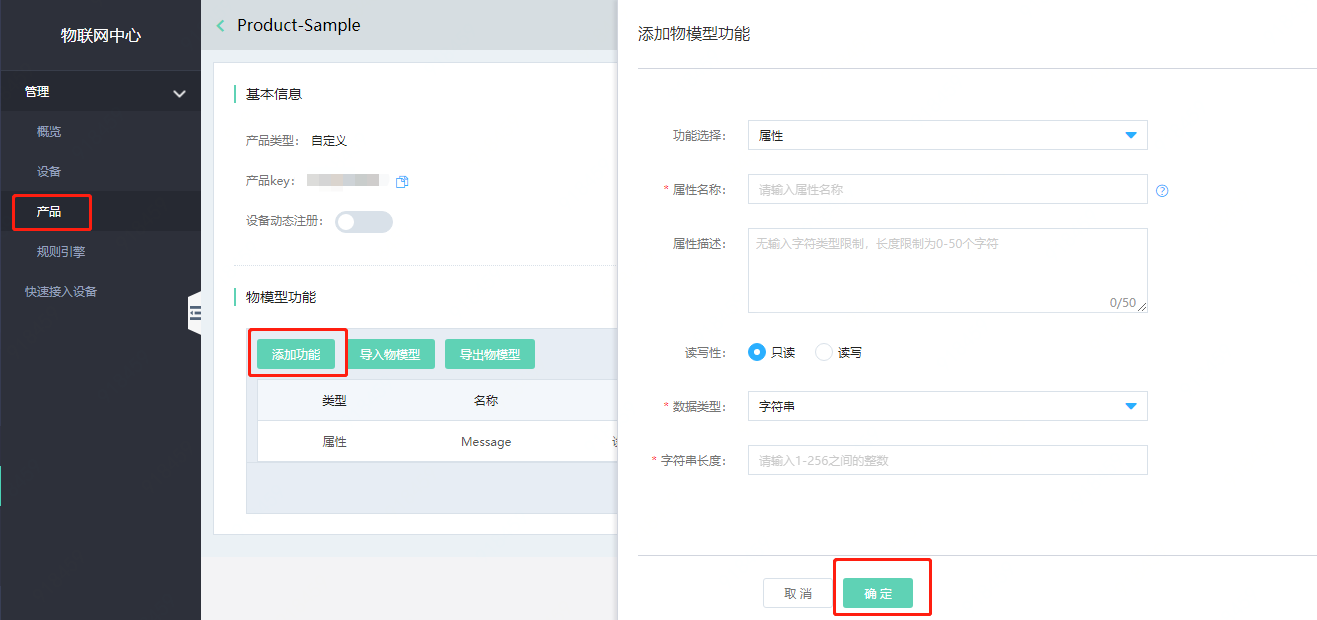 物联网中心
管理
概览
设备
产品
规则引擎
快速接入设备
Product-Sample
基本信息
产品类型： 自定义
产品key：
设备动态注册：
物模型功能
添加功能 导入物模型 导出物模型
类型 名称
属性 Message
添加物模型功能
功能选择： 属性
* 属性名称： 请输入属性名称
属性描述： 无输入字符类型限制，长度限制为0-50个字符
0/50
读写性： 只读 读写
* 数据类型： 字符串
* 字符串长度： 请输入1-256之间的整数
取 消 确 定